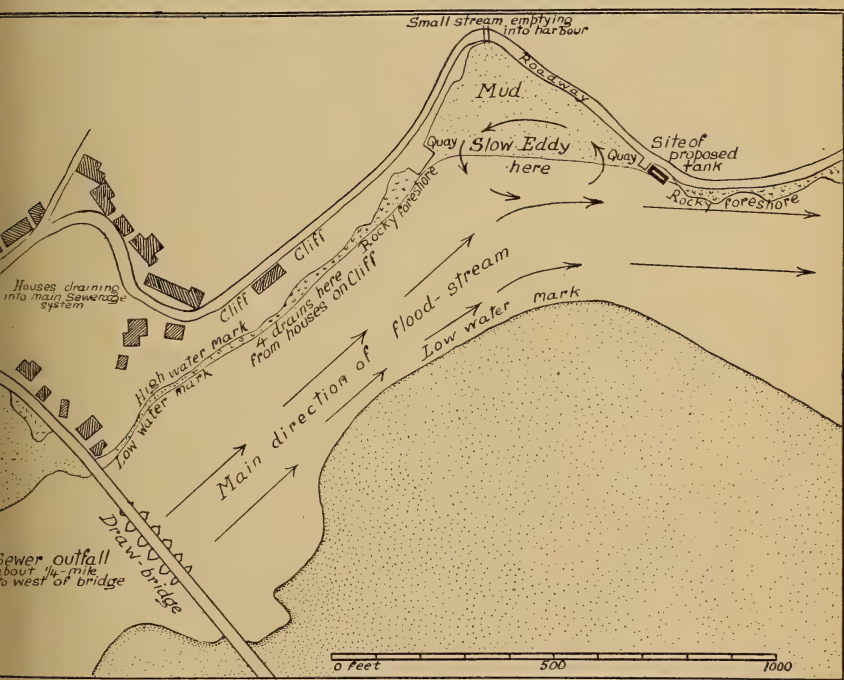 Small stream emptying
into harbour
Roadway
Mud
Quay
Slow Eddy
here
Quay
Site of
proposed
tank
Rocky foreshore
Rocky foreshore
Cliff
Cliff
Houses draining
into main Sewerage
system
4 drains here
from houses on Cliff
High water mark
Low water mark
Main direction of flood-stream
Low water mark
Draw-bridge
Sewer outfall
about 1/4-mile
to west of bridge
0 feet 500 1000